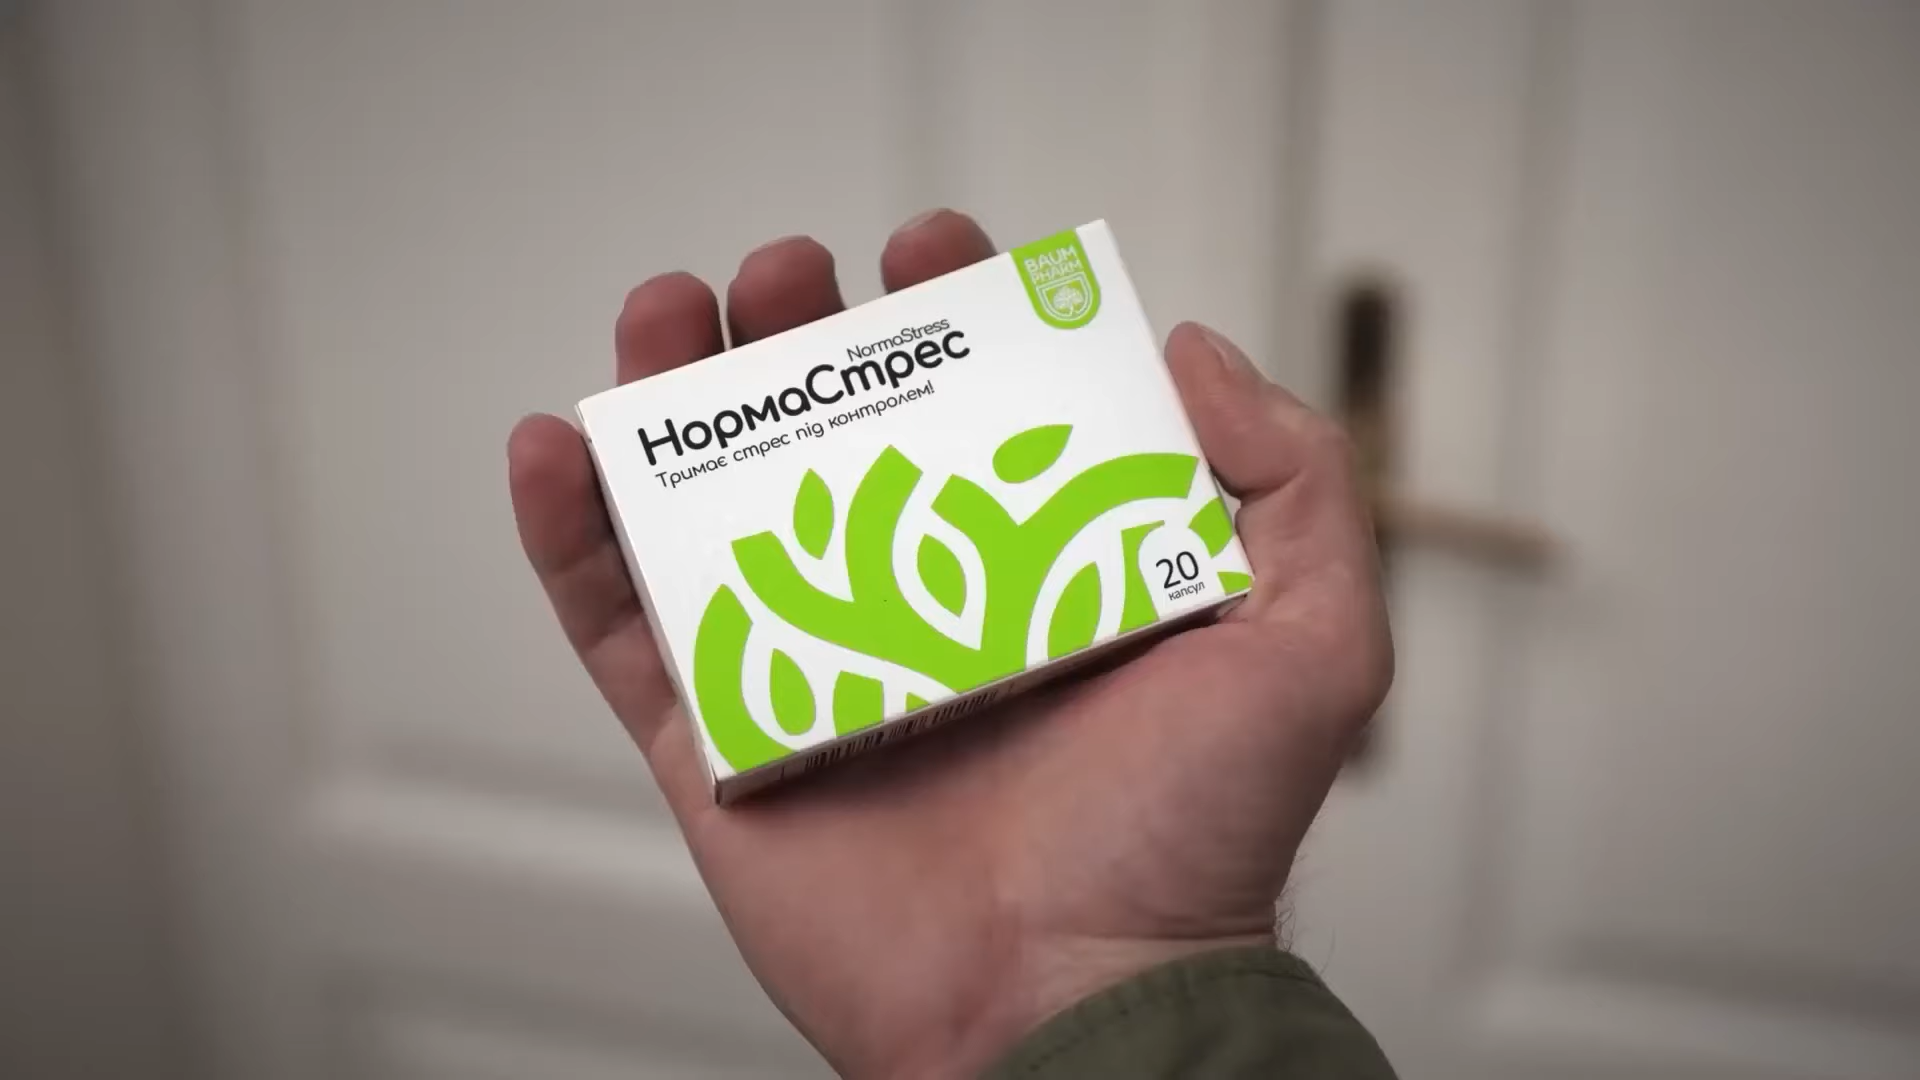 BAUM
PHARM
NormaStress
НормаСтрес
Тримає стрес під контролем!
20
капсул